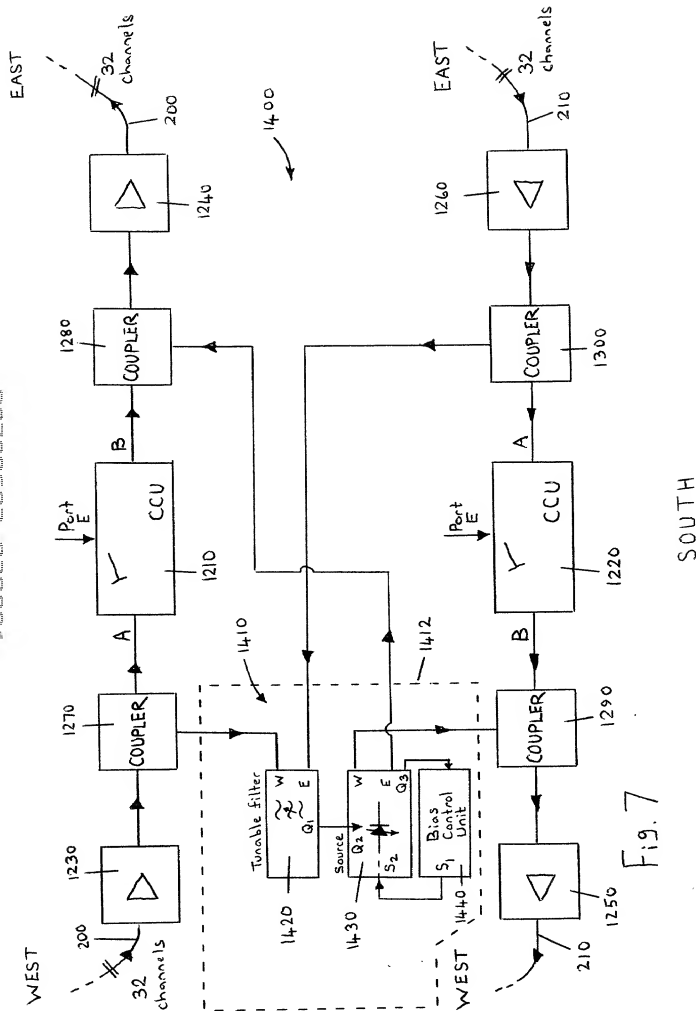 WEST
200
32
channels
1230
1270
COUPLER
A
1210
Port
E
CCU
B
1280
COUPLER
1240
200
EAST
32
channels
1400
1410
1412
Tunable filter
W
E
Q1
1420
Source
W
E
Q2
Q3
S2
1430
Bias
Control
Unit
S1
1440
WEST
210
1250
1290
COUPLER
B
1220
Port
E
CCU
A
1300
COUPLER
1260
210
EAST
32
channels
Fig. 7
SOUTH